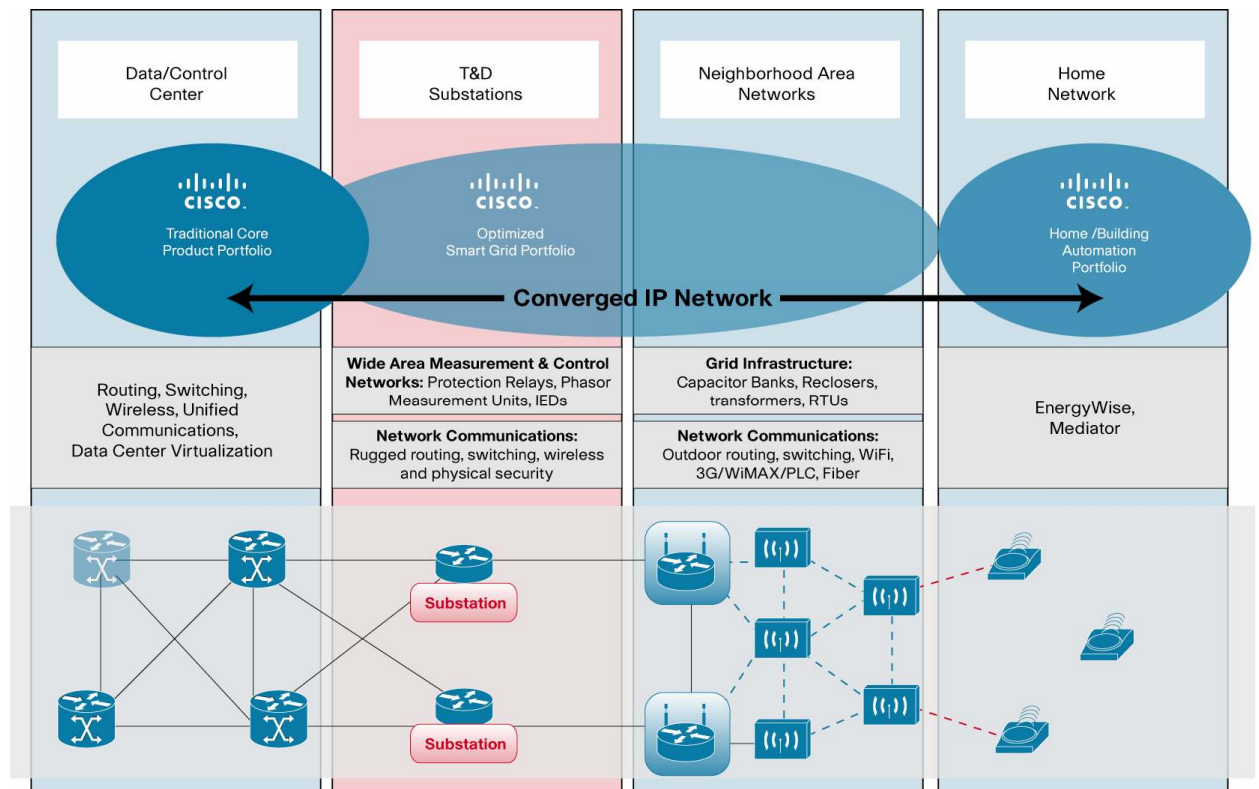 Data/Control
Center
T&D
Substations
Neighborhood Area
Networks
Home
Network
CISCO™
Traditional Core
Product Portfolio
CISCO™
Optimized
Smart Grid Portfolio
CISCO™
Home /Building
Automation
Portfolio
Converged IP Network
Routing, Switching,
Wireless, Unified
Communications,
Data Center Virtualization
Wide Area Measurement & Control
Networks: Protection Relays, Phasor
Measurement Units, IEDs
Network Communications:
Rugged routing, switching, wireless
and physical security
Grid Infrastructure:
Capacitor Banks, Reclosers,
transformers, RTUs
Network Communications:
Outdoor routing, switching, WiFi,
3G/WiMAX/PLC, Fiber
EnergyWise,
Mediator
Substation
Substation